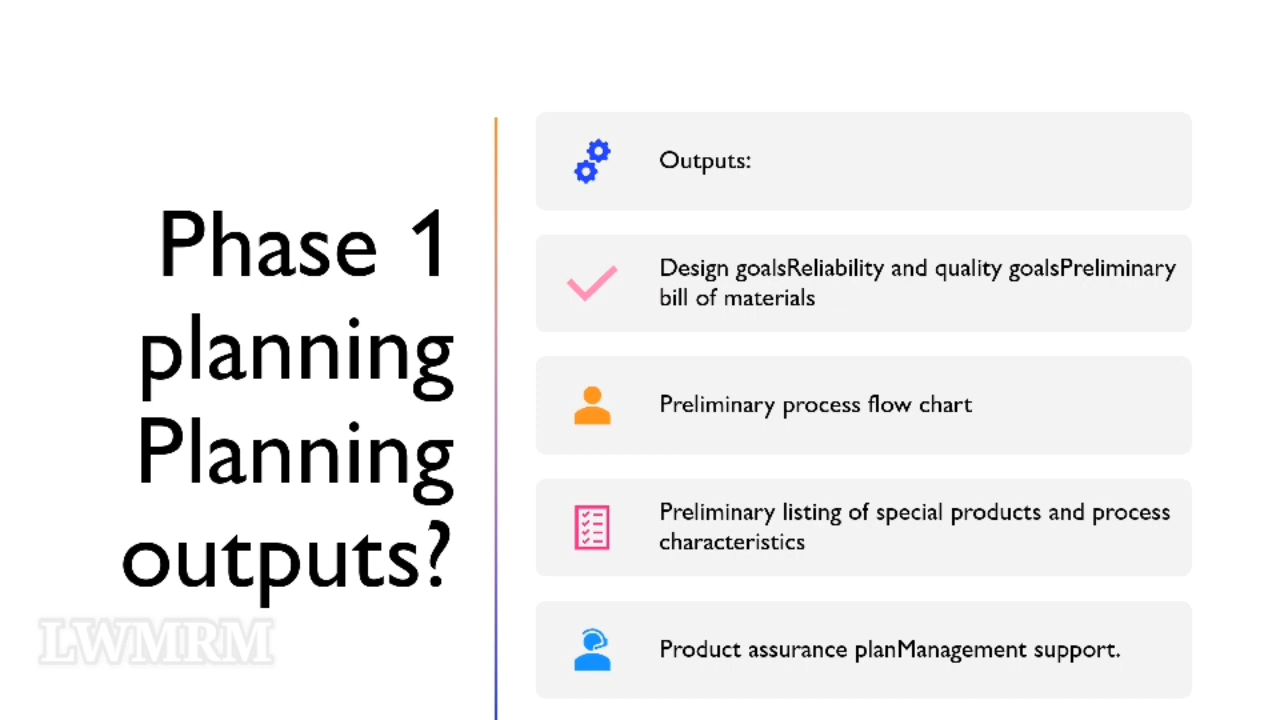 Phase 1
planning
Planning
outputs?
LWMRM
Outputs:
Design goalsReliability and quality goalsPreliminary
bill of materials
Preliminary process flow chart
Preliminary listing of special products and process
characteristics
Product assurance planManagement support.